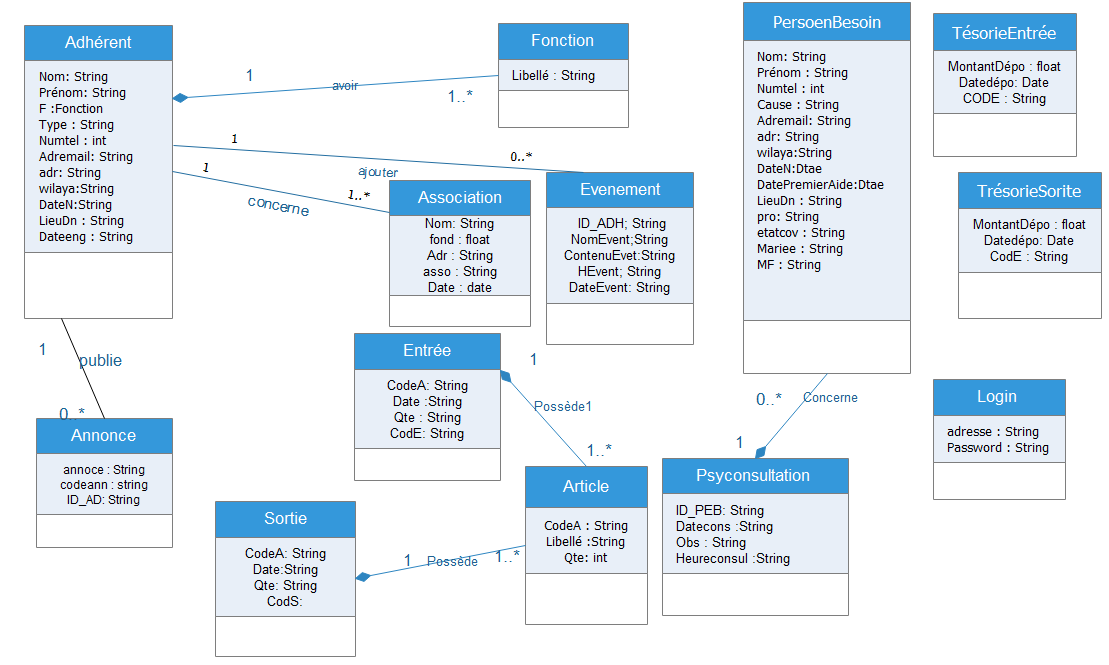 Adhérent
Nom: String
Prénom: String
F :Fonction
Type : String
Numtel : int
Adremail: String
adr: String
wilaya:String
DateN:String
LieuDn : String
Dateeng : String
1
avoir
1..*
Fonction
Libellé : String
1
ajouter
0..*
1
concerne
1..*
Association
Nom: String
fond : float
Adr : String
asso : String
Date : date
Evenement
ID_ADH; String
NomEvent;String
ContenuEvet:String
HEvent; String
DateEvent: String
PersoenBesoin
Nom: String
Prénom : String
Numtel : int
Cause : String
Adremail: String
adr: String
wilaya:String
DateN:Dtae
DatePremierAide:Dtae
LieuDn : String
pro: String
etatcov : String
Mariee : String
MF : String
TésorieEntrée
MontantDépo : float
Datedépo: Date
CODE : String
TrésorieSorite
MontantDépo : float
Datedépo: Date
CodE : String
1
publie
0..*
Annonce
annoce : String
codeann : string
ID_AD: String
Entrée
CodeA: String
Date :String
Qte : String
CodE: String
1
Possède1
1..*
Article
CodeA : String
Libellé :String
Qte: int
Sortie
CodeA: String
Date:String
Qte: String
CodS:
1
Possède
1..*
0..*
Concerne
1
Psyconsultation
ID_PEB: String
Datecons :String
Obs : String
Heureconsul :String
Login
adresse : String
Password : String